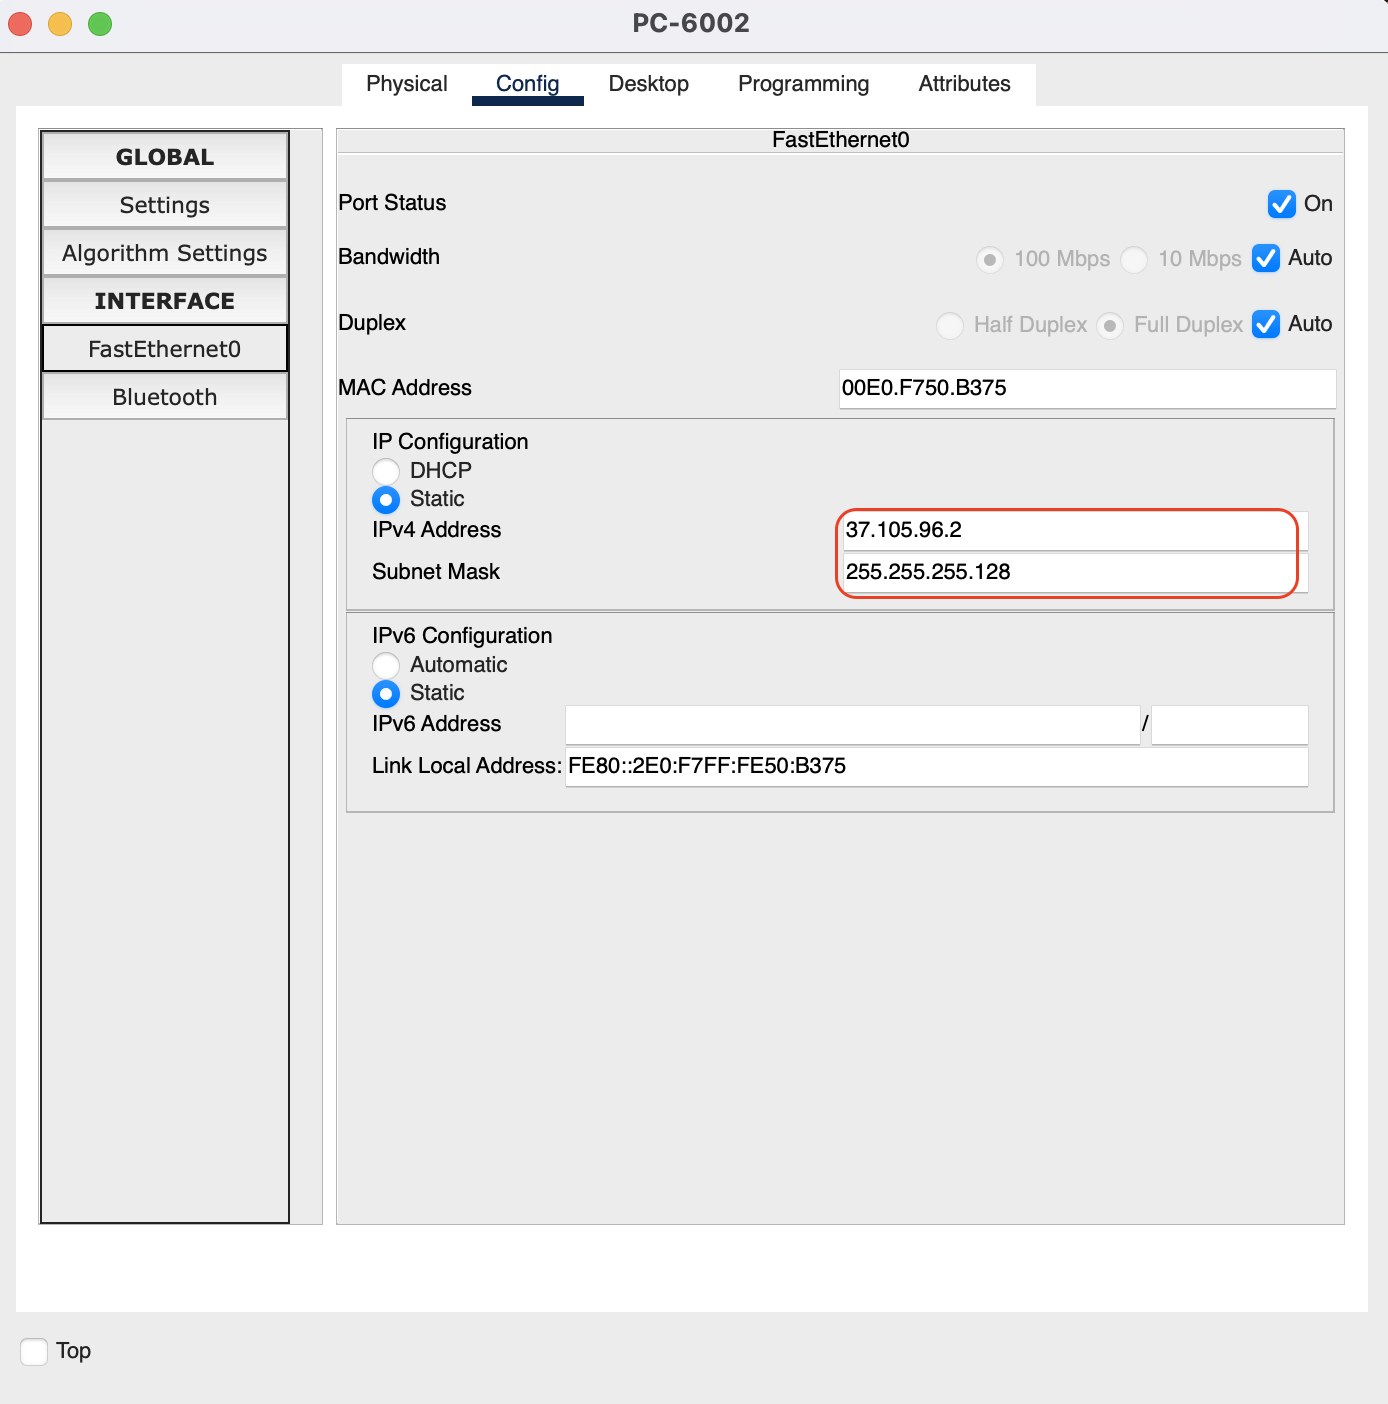 PC-6002
Physical Config Desktop Programming Attributes
GLOBAL
Settings
Algorithm Settings
INTERFACE
FastEthernet0
Bluetooth
FastEthernet0
Port Status On
Bandwidth 100 Mbps 10 Mbps Auto
Duplex Half Duplex Full Duplex Auto
MAC Address 00E0.F750.B375
IP Configuration
DHCP
Static
IPv4 Address 37.105.96.2
Subnet Mask 255.255.255.128
IPv6 Configuration
Automatic
Static
IPv6 Address /
Link Local Address: FE80::2E0:F7FF:FE50:B375
Top